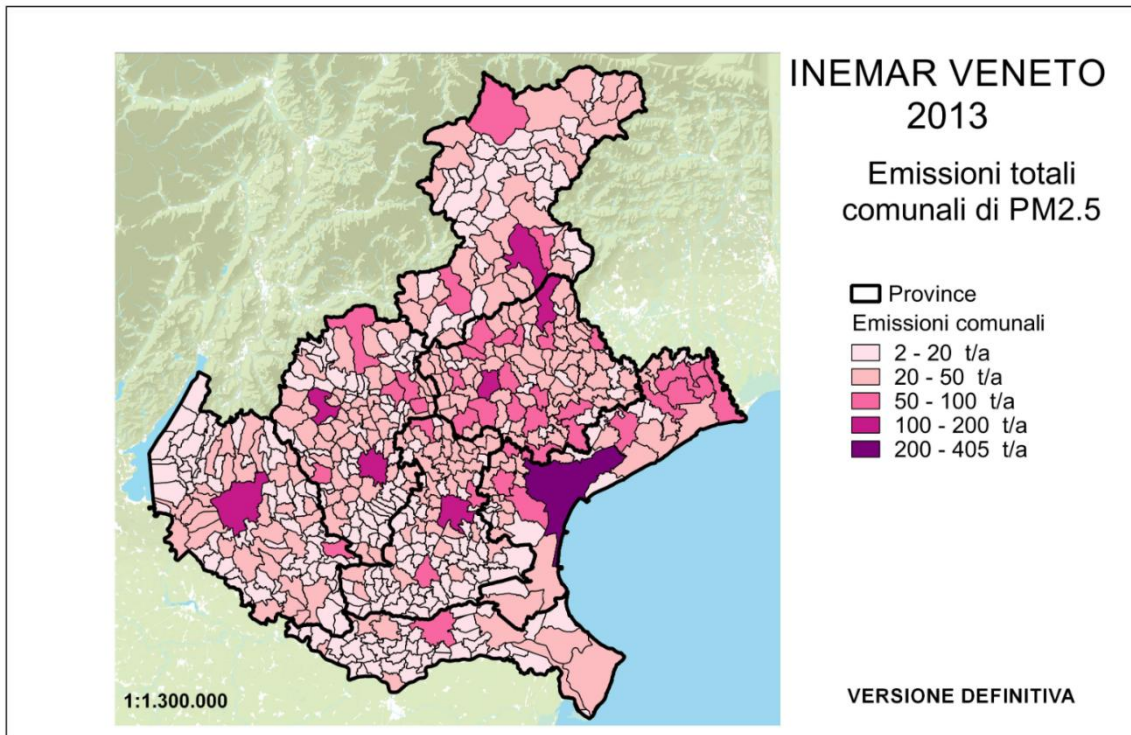 INEMAR VENETO
2013
Emissioni totali
comunali di PM2.5
Province
Emissioni comunali
2 - 20 t/a
20 - 50 t/a
50 - 100 t/a
100 - 200 t/a
200 - 405 t/a
1:1.300.000
VERSIONE DEFINITIVA